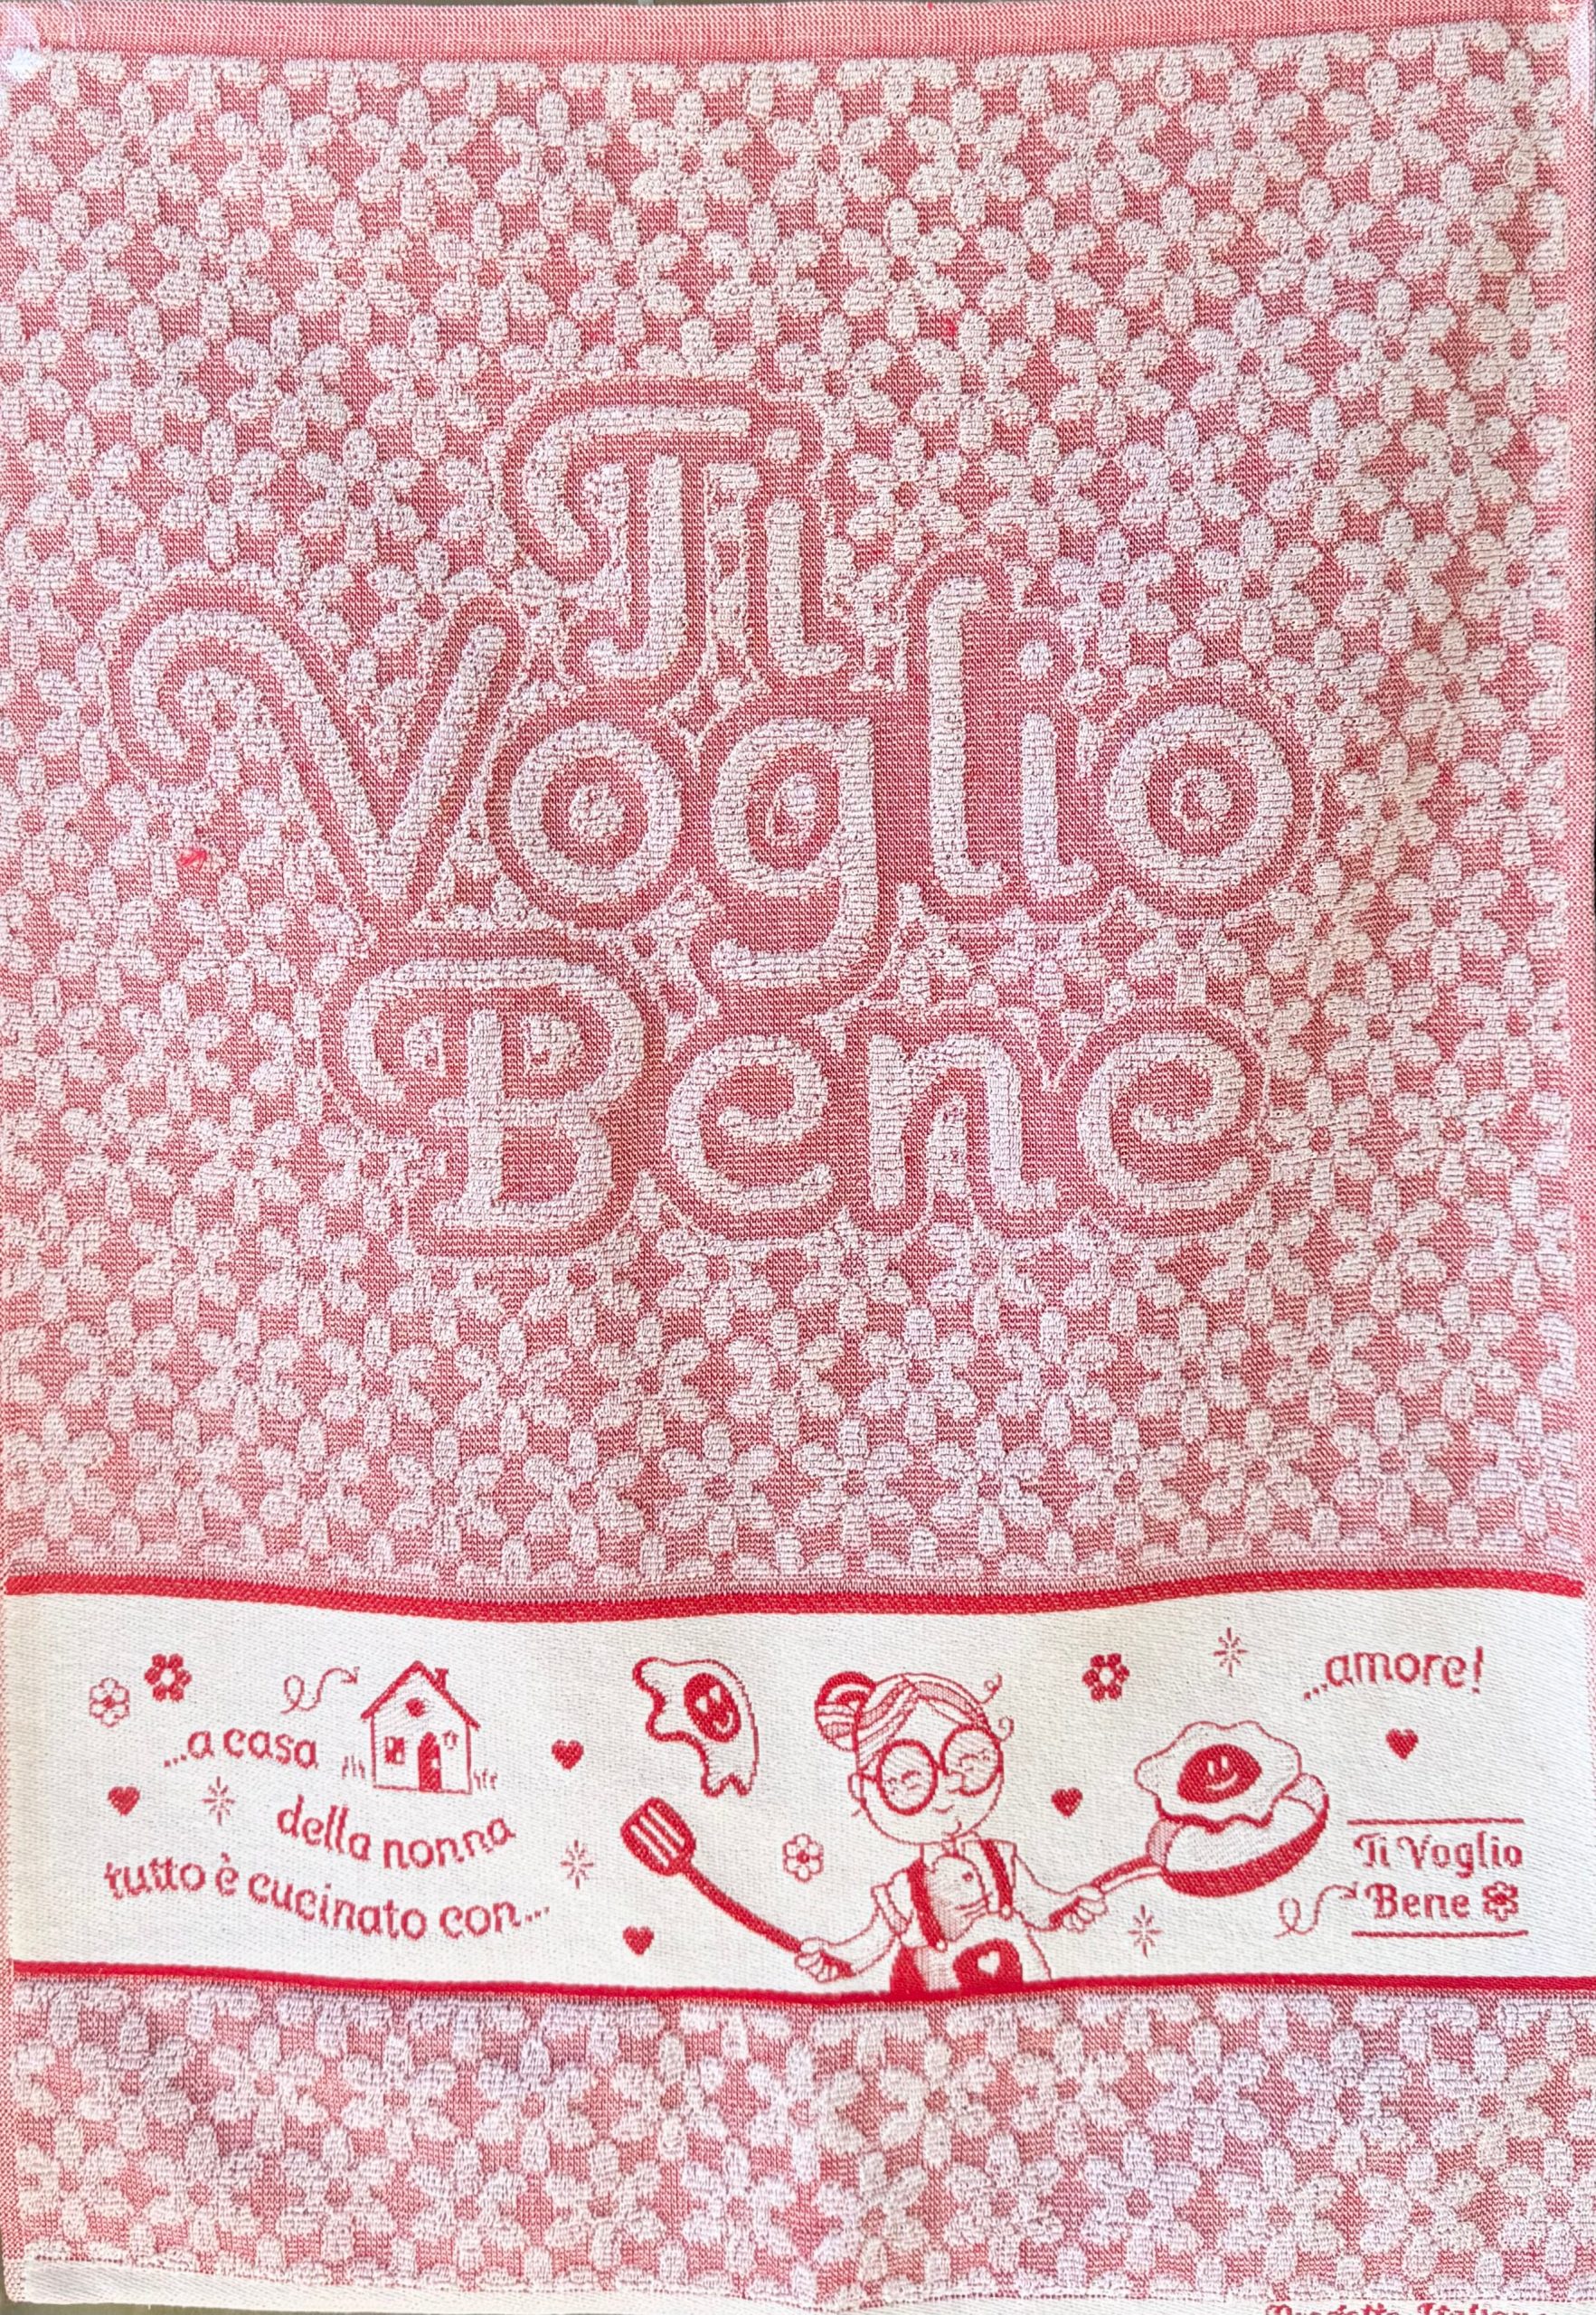 Ti
Voglio
Bene
...a casa
della nonna
tutto è cucinato con...
...amore!
Ti Voglio
Bene